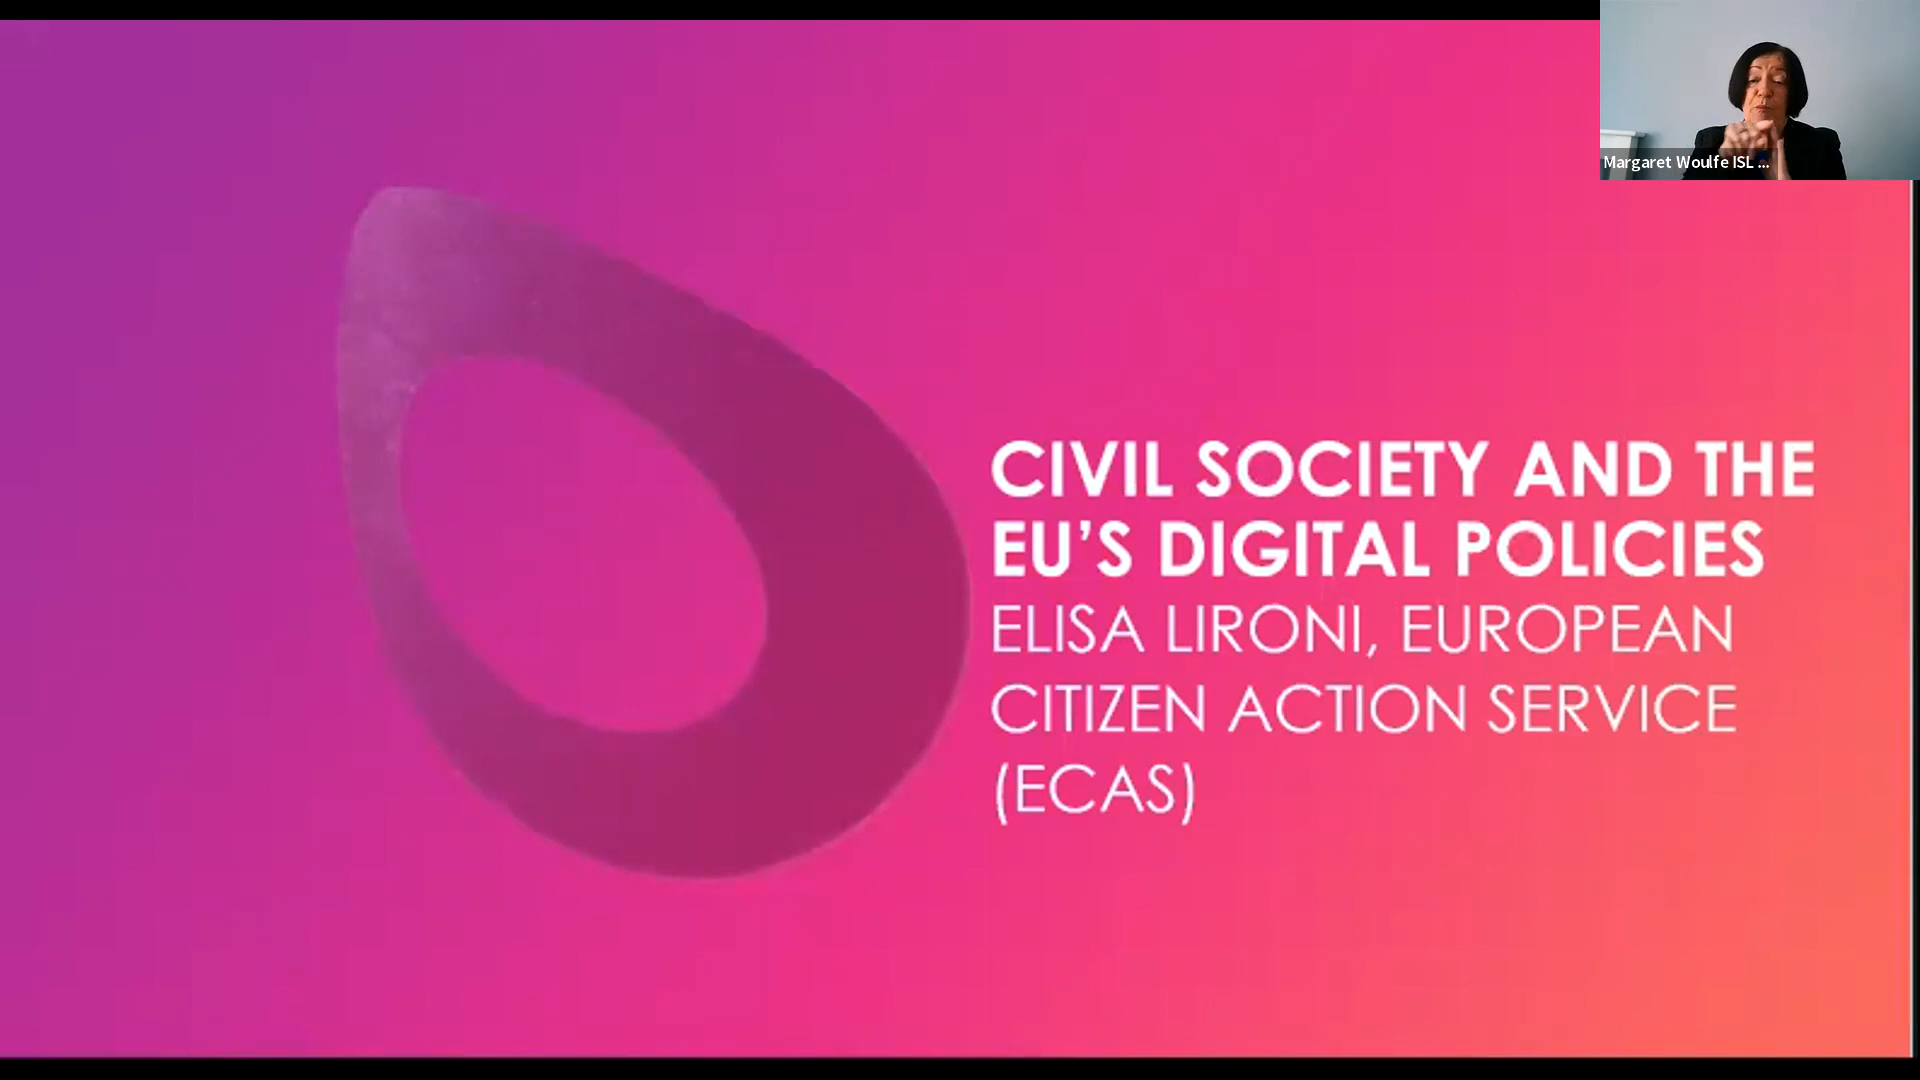 Margaret Woulfe ISL ...
CIVIL SOCIETY AND THE
EU’S DIGITAL POLICIES
ELISA LIRONI, EUROPEAN
CITIZEN ACTION SERVICE
(ECAS)